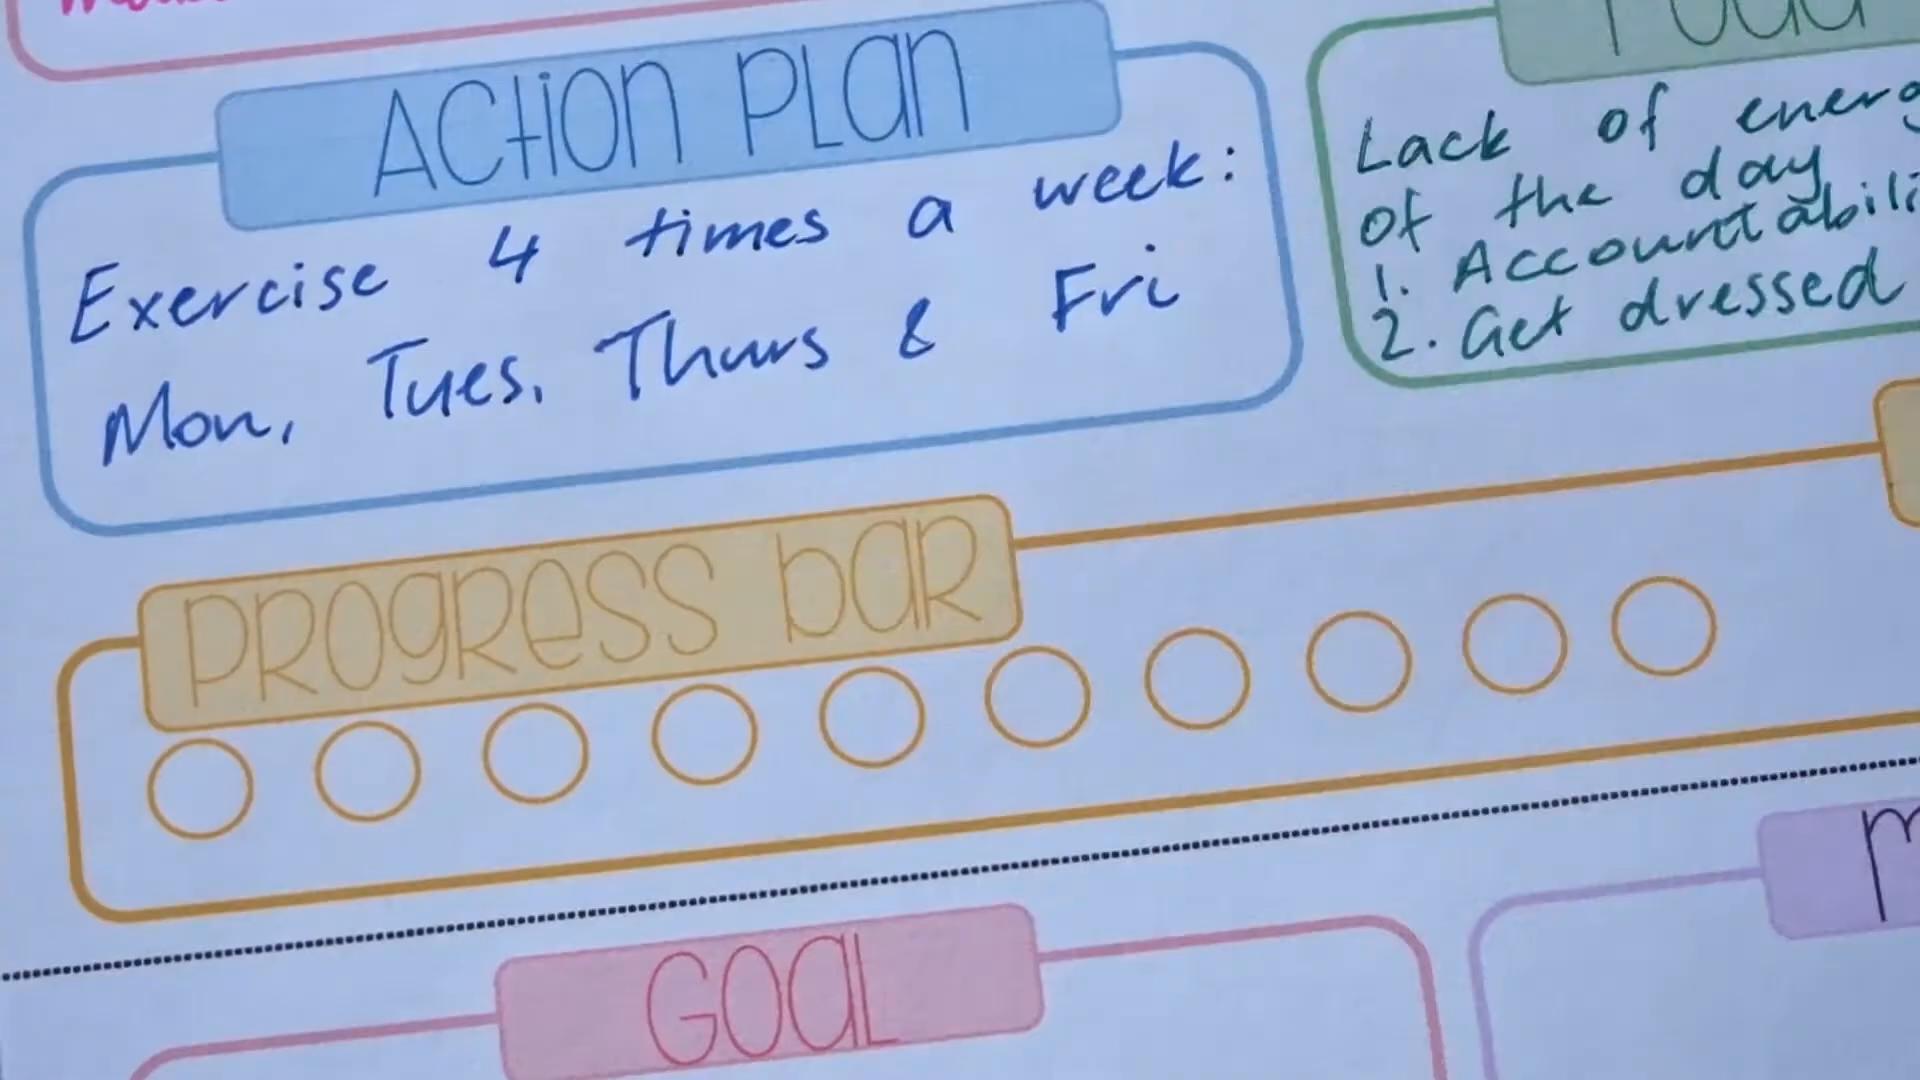 ACTION PLAN
Exercise 4 times a week:
Mon, Tues, Thurs & Fri
Lack of
of the day
1.
2. Get dressed
PROGRESS BAR
GOAL